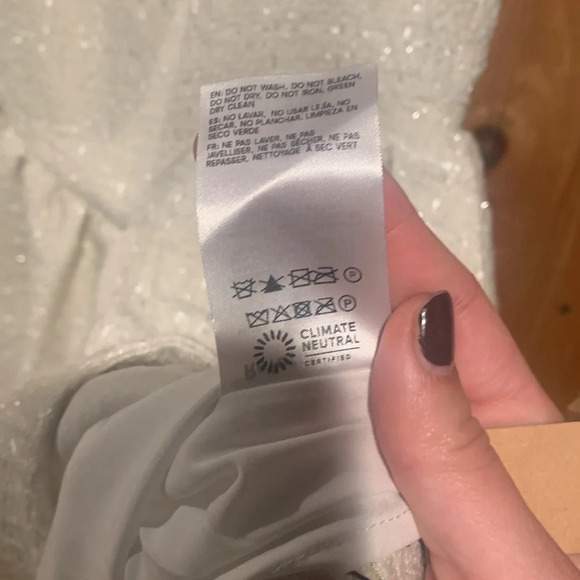 EN: DO NOT WASH, DO NOT BLEACH,
DO NOT DRY, DO NOT IRON, GREEN
DRY CLEAN
ES: NO LAVAR, NO USAR LEJÍA, NO
SECAR, NO PLANCHAR, LIMPIEZA EN
SECO VERDE
FR: NE PAS LAVER, NE PAS
JAVELLISER, NE PAS SÉCHER, NE PAS
REPASSER, NETTOYAGE À SEC VERT
P
P
CLIMATE
NEUTRAL
CERTIFIED